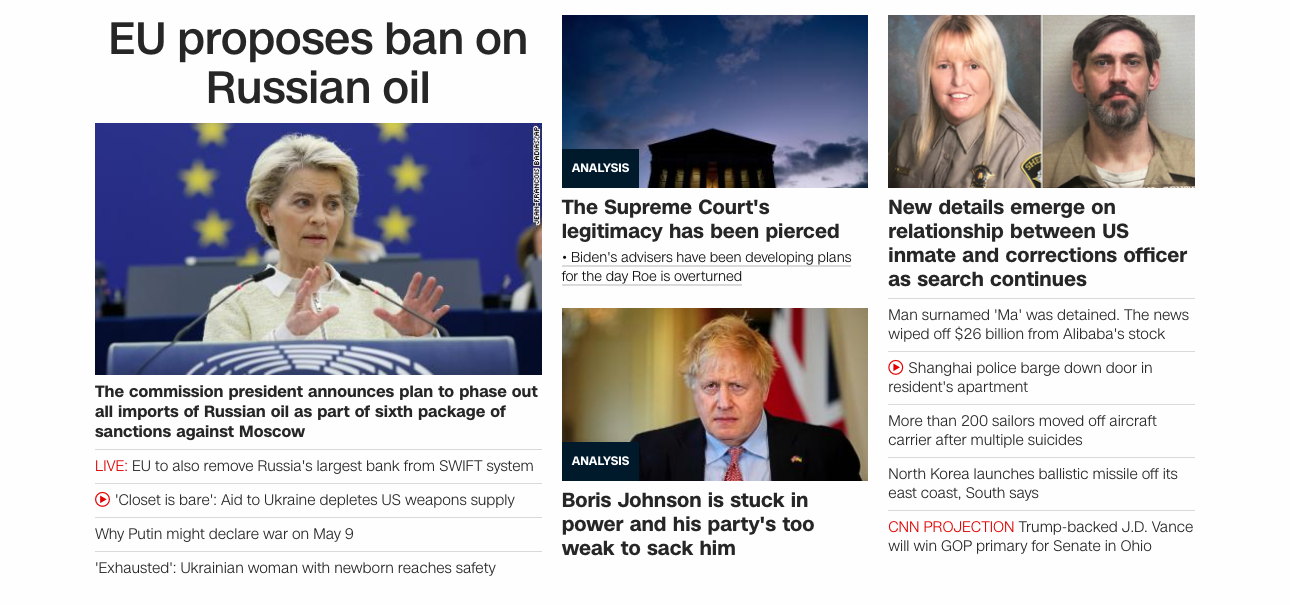 EU proposes ban on
Russian oil
JEAN-FRANCOIS BADIAS/AP
The commission president announces plan to phase out
all imports of Russian oil as part of sixth package of
sanctions against Moscow
LIVE: EU to also remove Russia's largest bank from SWIFT system
'Closet is bare': Aid to Ukraine depletes US weapons supply
Why Putin might declare war on May 9
'Exhausted': Ukrainian woman with newborn reaches safety
ANALYSIS
The Supreme Court's
legitimacy has been pierced
• Biden's advisers have been developing plans
for the day Roe is overturned
ANALYSIS
Boris Johnson is stuck in
power and his party's too
weak to sack him
New details emerge on
relationship between US
inmate and corrections officer
as search continues
Man surnamed 'Ma' was detained. The news
wiped off $26 billion from Alibaba's stock
Shanghai police barge down door in
resident's apartment
More than 200 sailors moved off aircraft
carrier after multiple suicides
North Korea launches ballistic missile off its
east coast, South says
CNN PROJECTION Trump-backed J.D. Vance
will win GOP primary for Senate in Ohio